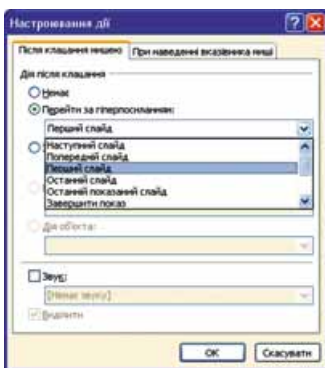 Настроювання дії
Після клацання мишею
При наведенні вказівника миші
Дія після клацання
Немає
Перейти за гіперпосиланням:
Перший слайд
Наступний слайд
Попередній слайд
Перший слайд
Останній слайд
Останній показаний слайд
Завершити показ
Дія об'єкта:
Звук:
[Немає звуку]
Виділити
ОК
Скасувати